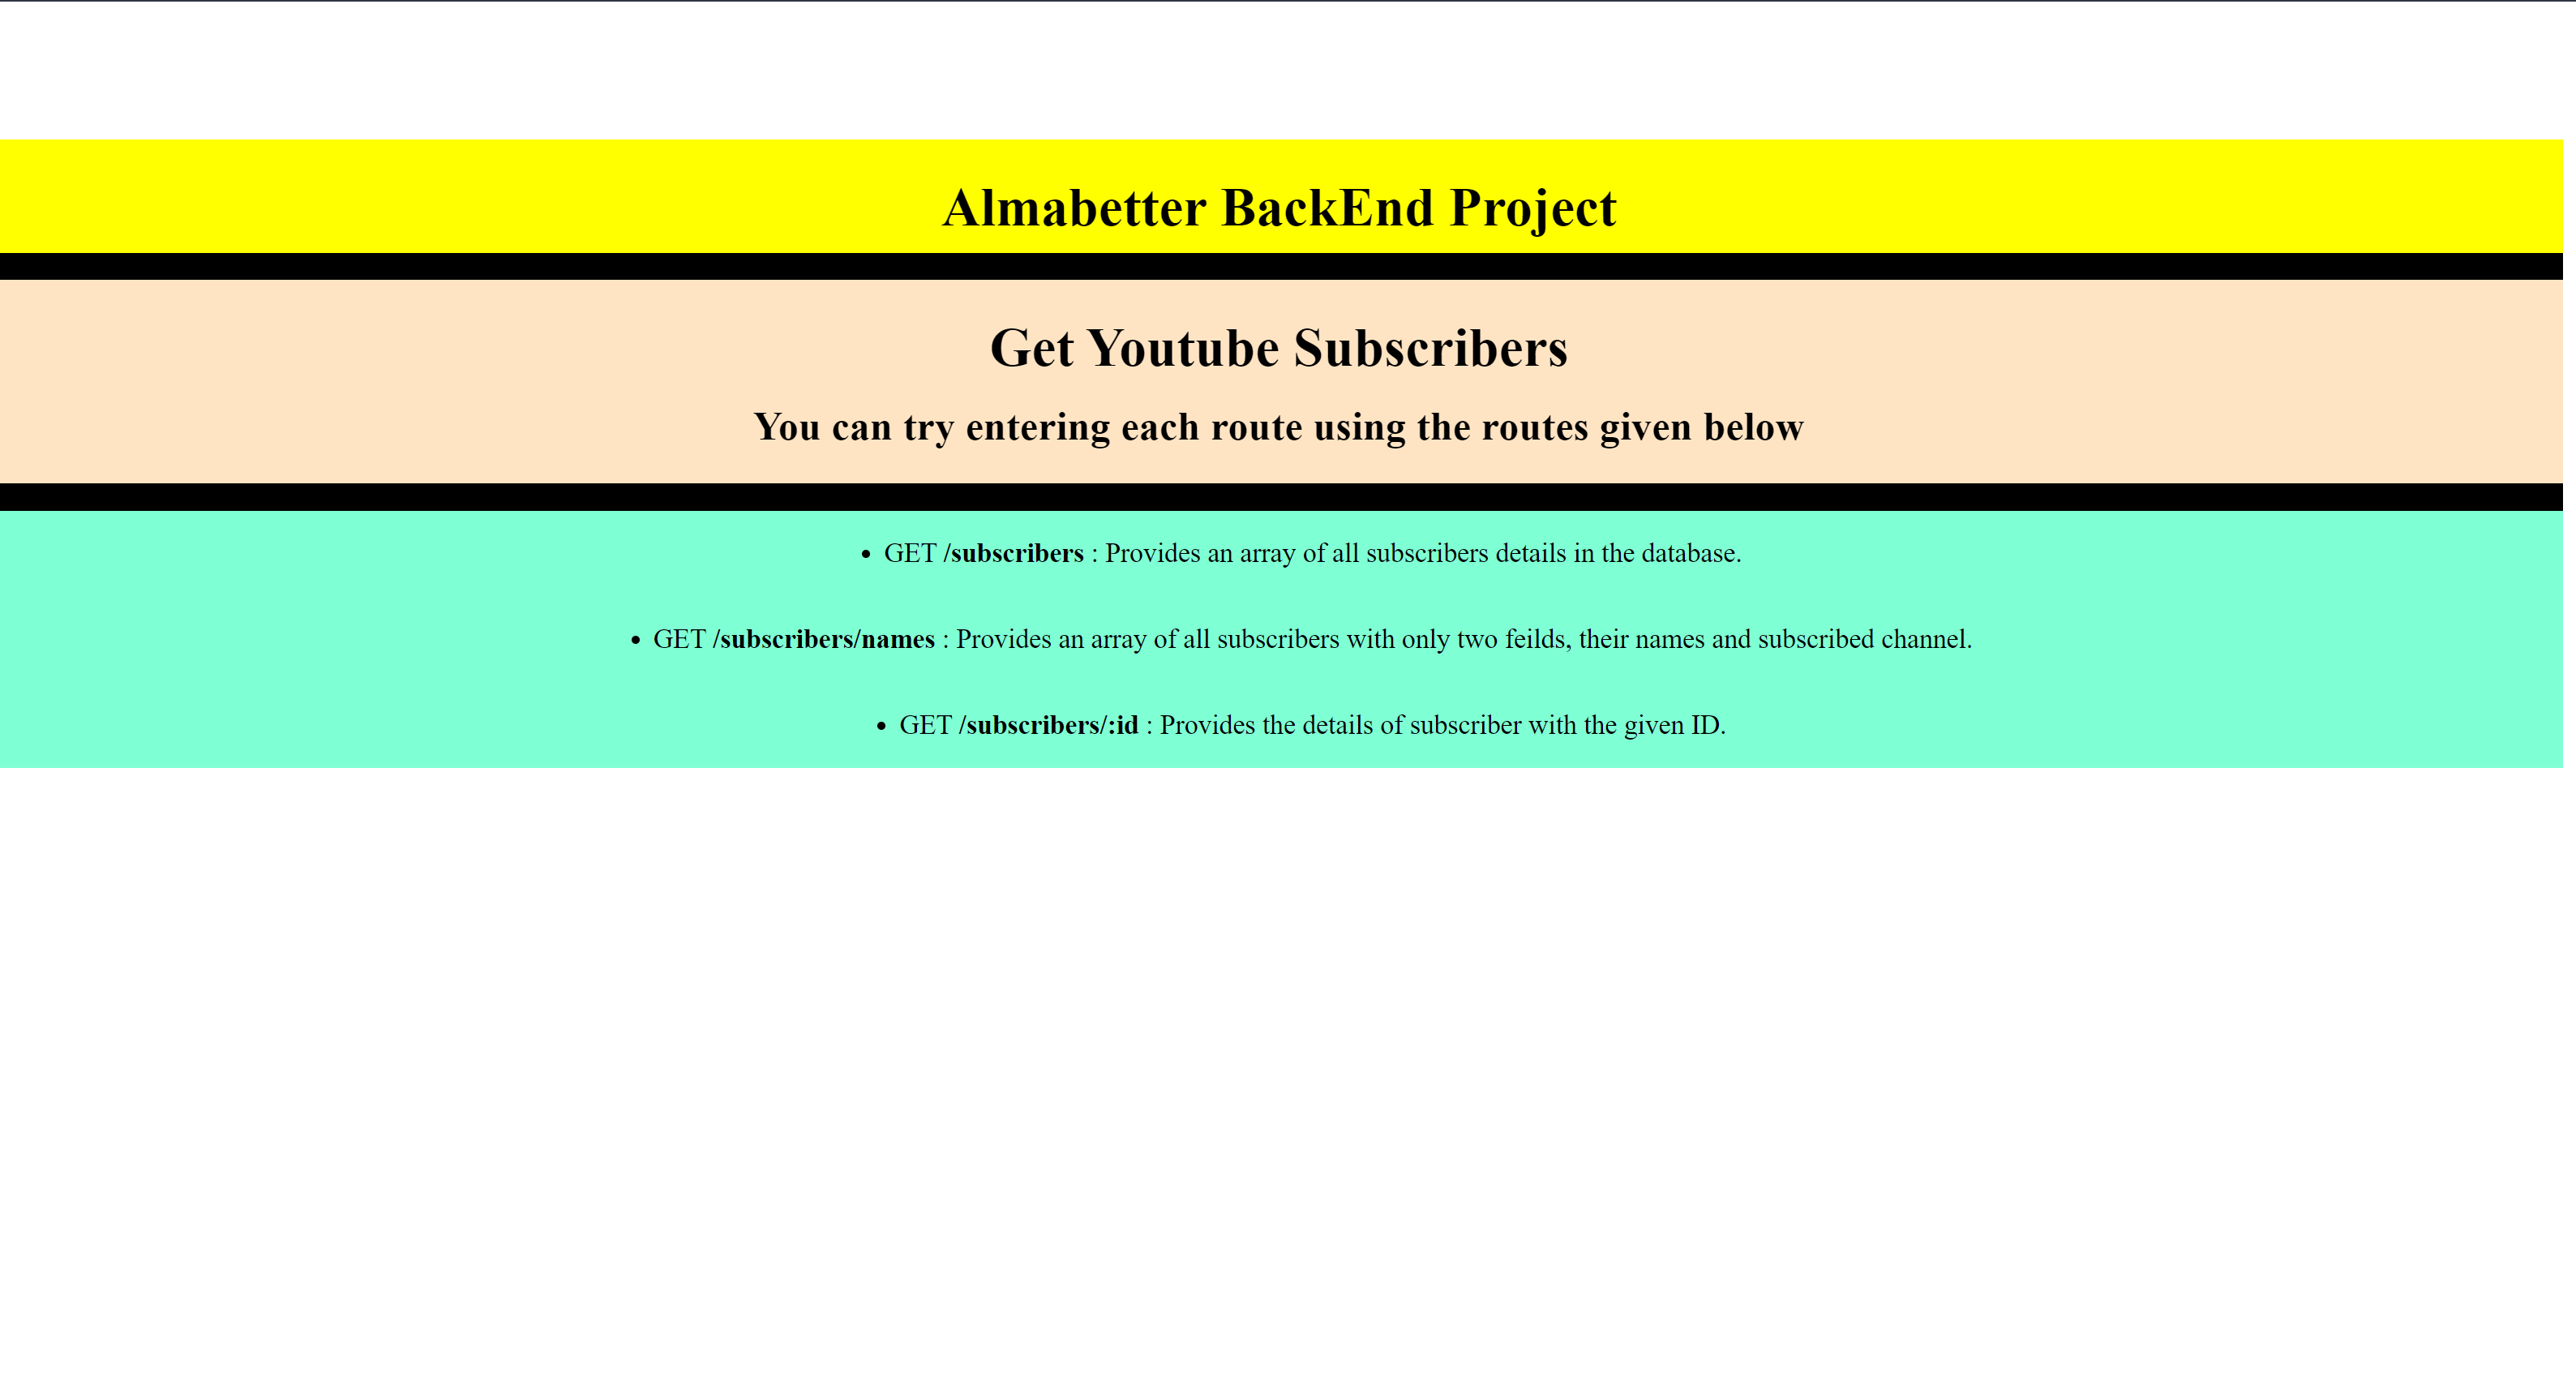 Almabetter BackEnd Project
Get Youtube Subscribers
You can try entering each route using the routes given below
• GET /subscribers : Provides an array of all subscribers details in the database.
• GET /subscribers/names : Provides an array of all subscribers with only two feilds, their names and subscribed channel.
• GET /subscribers/:id : Provides the details of subscriber with the given ID.